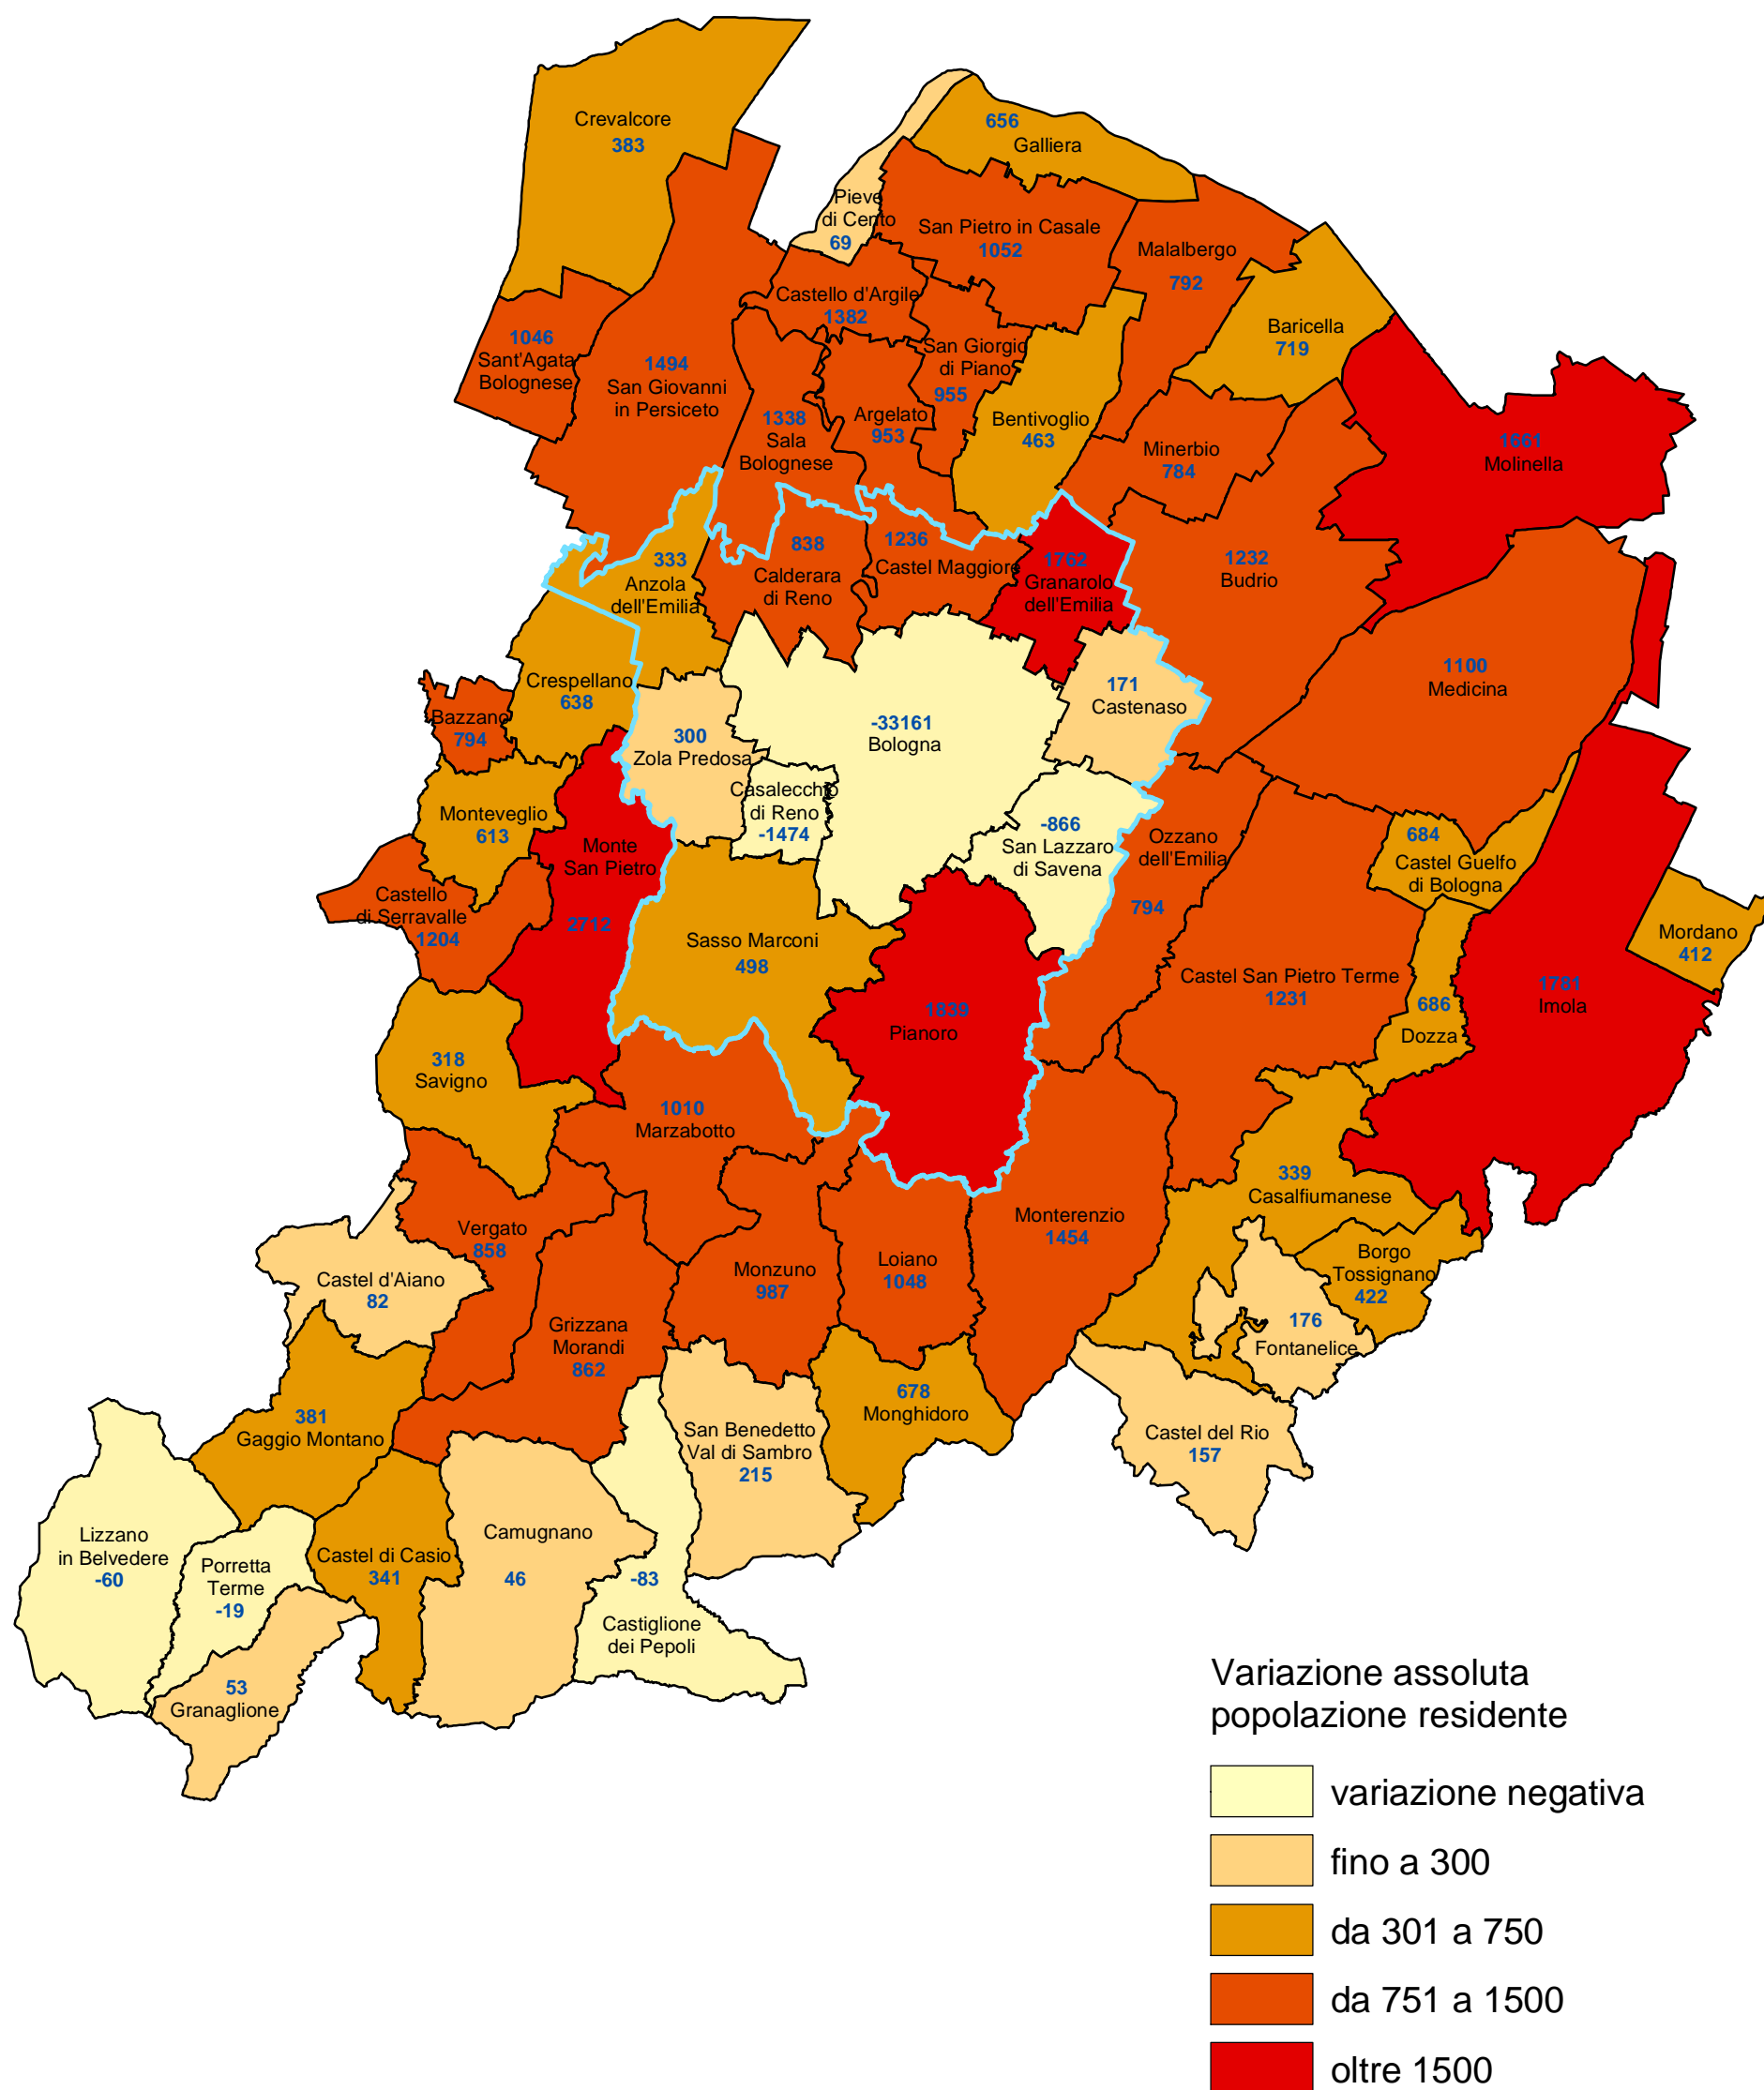 Crevalcore
383
656
Galliera
Pieve
di Cento
69
San Pietro in Casale
1052
Malalbergo
792
Castello d'Argile
1382
Baricella
719
1046
Sant'Agata
Bolognese
1494
San Giovanni
in Persiceto
San Giorgio
di Piano
955
1338
Sala
Bolognese
Argelato
953
Bentivoglio
463
Minerbio
784
1661
Molinella
333
Anzola
dell'Emilia
838
Calderara
di Reno
1236
Castel Maggiore
1762
Granarolo
dell'Emilia
1232
Budrio
1100
Medicina
Crespellano
638
171
Castenaso
Bazzano
794
300
Zola Predosa
-33161
Bologna
Casalecchio
di Reno
-1474
Monteveglio
613
Monte
San Pietro
2712
-866
San Lazzaro
di Savena
Ozzano
dell'Emilia
794
684
Castel Guelfo
di Bologna
Castello
di Serravalle
1204
Sasso Marconi
498
Mordano
412
Castel San Pietro Terme
1231
686
Dozza
1781
Imola
1839
Pianoro
318
Savigno
1010
Marzabotto
339
Casalfiumanese
Vergato
858
Monterenzio
1454
Castel d'Aiano
82
Monzuno
987
Loiano
1048
Borgo
Tossignano
422
Grizzana
Morandi
862
176
Fontanelice
381
Gaggio Montano
San Benedetto
Val di Sambro
215
678
Monghidoro
Castel del Rio
157
Lizzano
in Belvedere
-60
Porretta
Terme
-19
Castel di Casio
341
Camugnano
46
-83
Castiglione
dei Pepoli
53
Granaglione
Variazione assoluta
popolazione residente
variazione negativa
fino a 300
da 301 a 750
da 751 a 1500
oltre 1500